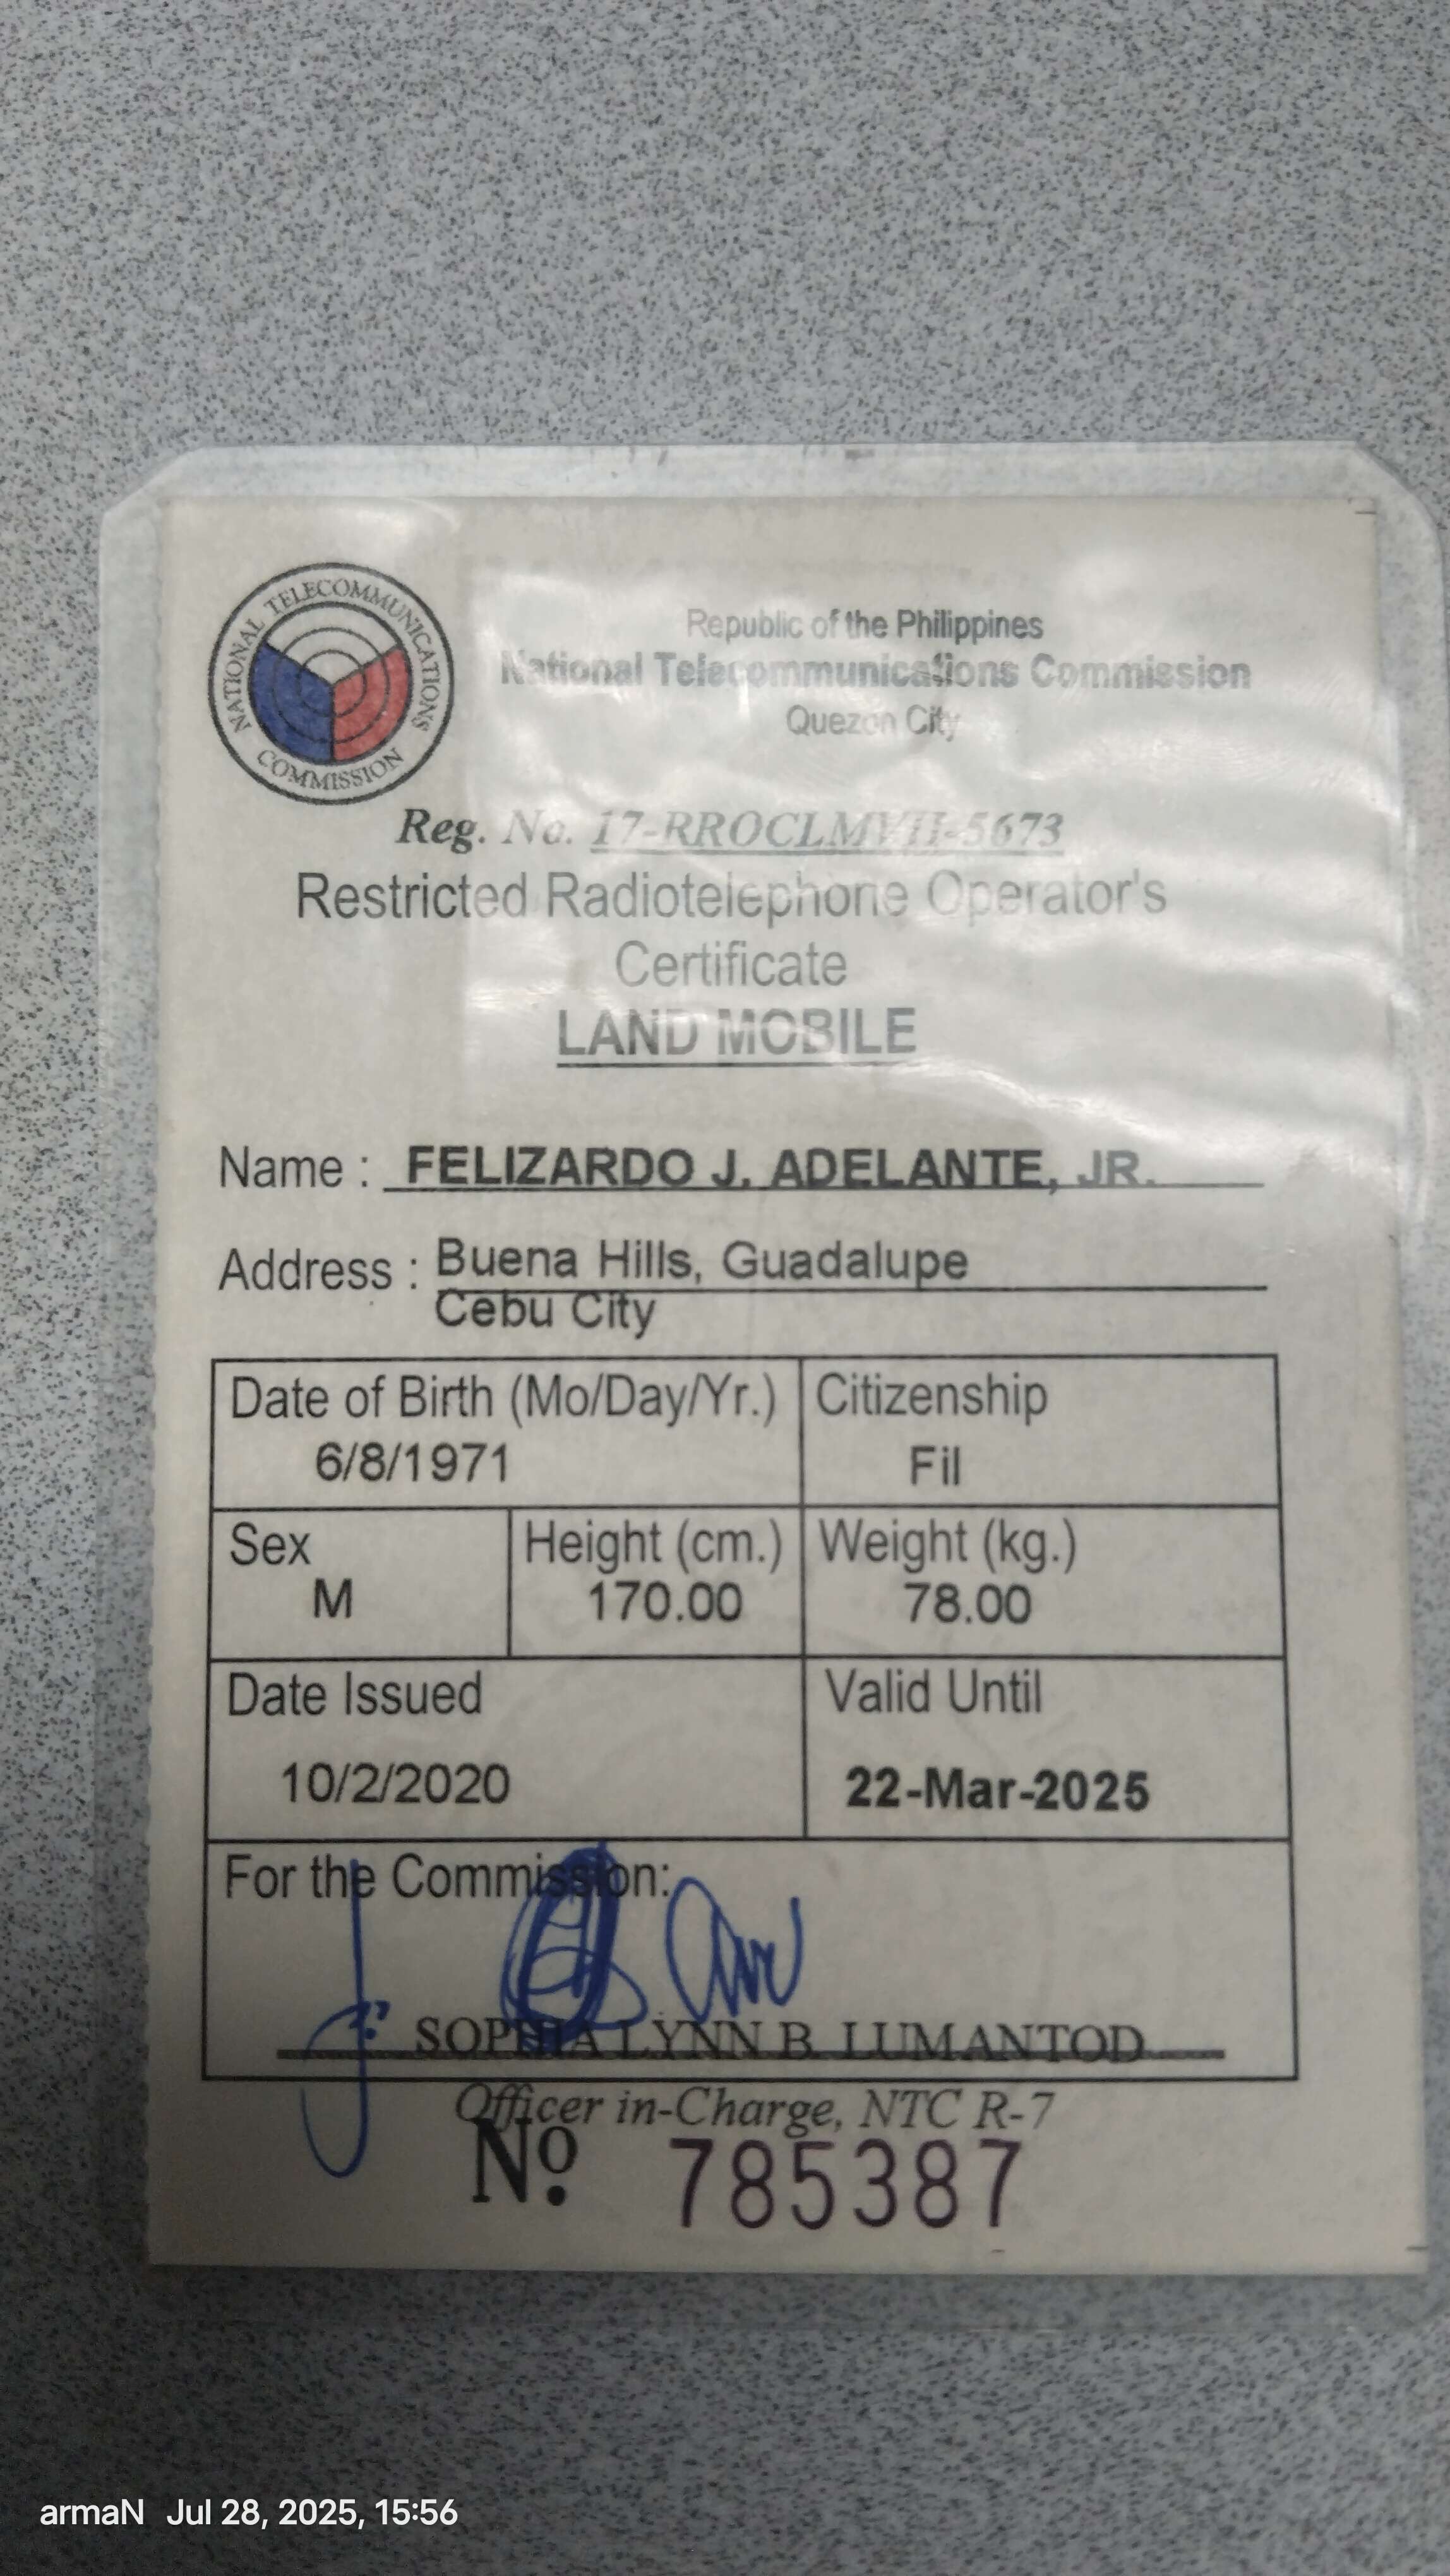 NATIONAL TELECOMMUNICATIONS COMMISSION
Republic of the Philippines
National Telecommunications Commission
Quezon City
Reg. No. 17-RROCLMVII-5673
Restricted Radiotelephone Operator's
Certificate
LAND MOBILE
Name : FELIZARDO J. ADELANTE, JR.
Address : Buena Hills, Guadalupe
Cebu City
Date of Birth (Mo/Day/Yr.) Citizenship
6/8/1971 Fil
Sex Height (cm.) Weight (kg.)
M 170.00 78.00
Date Issued Valid Until
10/2/2020 22-Mar-2025
For the Commission:
SOPHIA LYNN B. LUMANTOD
Officer in-Charge, NTC R-7
Nº 785387
armaN Jul 28, 2025, 15:56